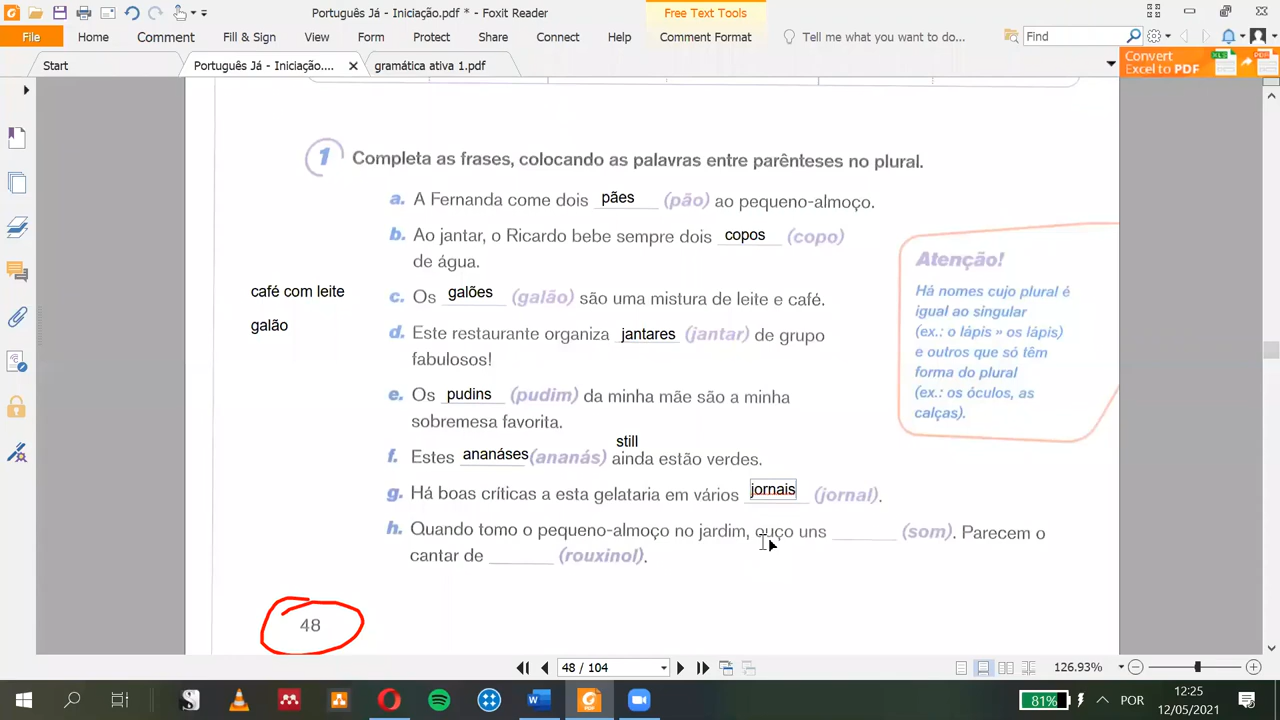 Português Já - Iniciação.pdf * - Foxit Reader
Free Text Tools
File Home Comment Fill & Sign View Form Protect Share Connect Help Comment Format Tell me what you want to do... Find
Start Português Já - Iniciação.... gramática ativa 1.pdf
Convert
Excel to PDF
1 Completa as frases, colocando as palavras entre parênteses no plural.
a. A Fernanda come dois pães (pão) ao pequeno-almoço.
b. Ao jantar, o Ricardo bebe sempre dois copos (copo)
de água.
café com leite
c. Os galões (galão) são uma mistura de leite e café.
galão
d. Este restaurante organiza jantares (jantar) de grupo
fabulosos!
e. Os pudins (pudim) da minha mãe são a minha
sobremesa favorita.
still
f. Estes ananáses (ananás) ainda estão verdes.
g. Há boas críticas a esta gelataria em vários jornais (jornal).
h. Quando tomo o pequeno-almoço no jardim, ouço uns ______ (som). Parecem o
cantar de ______ (rouxinol).
Atenção!
Há nomes cujo plural é
igual ao singular
(ex.: o lápis » os lápis)
e outros que só têm
forma do plural
(ex.: os óculos, as
calças).
48
48 / 104
126.93%
81%
POR
12:25
12/05/2021